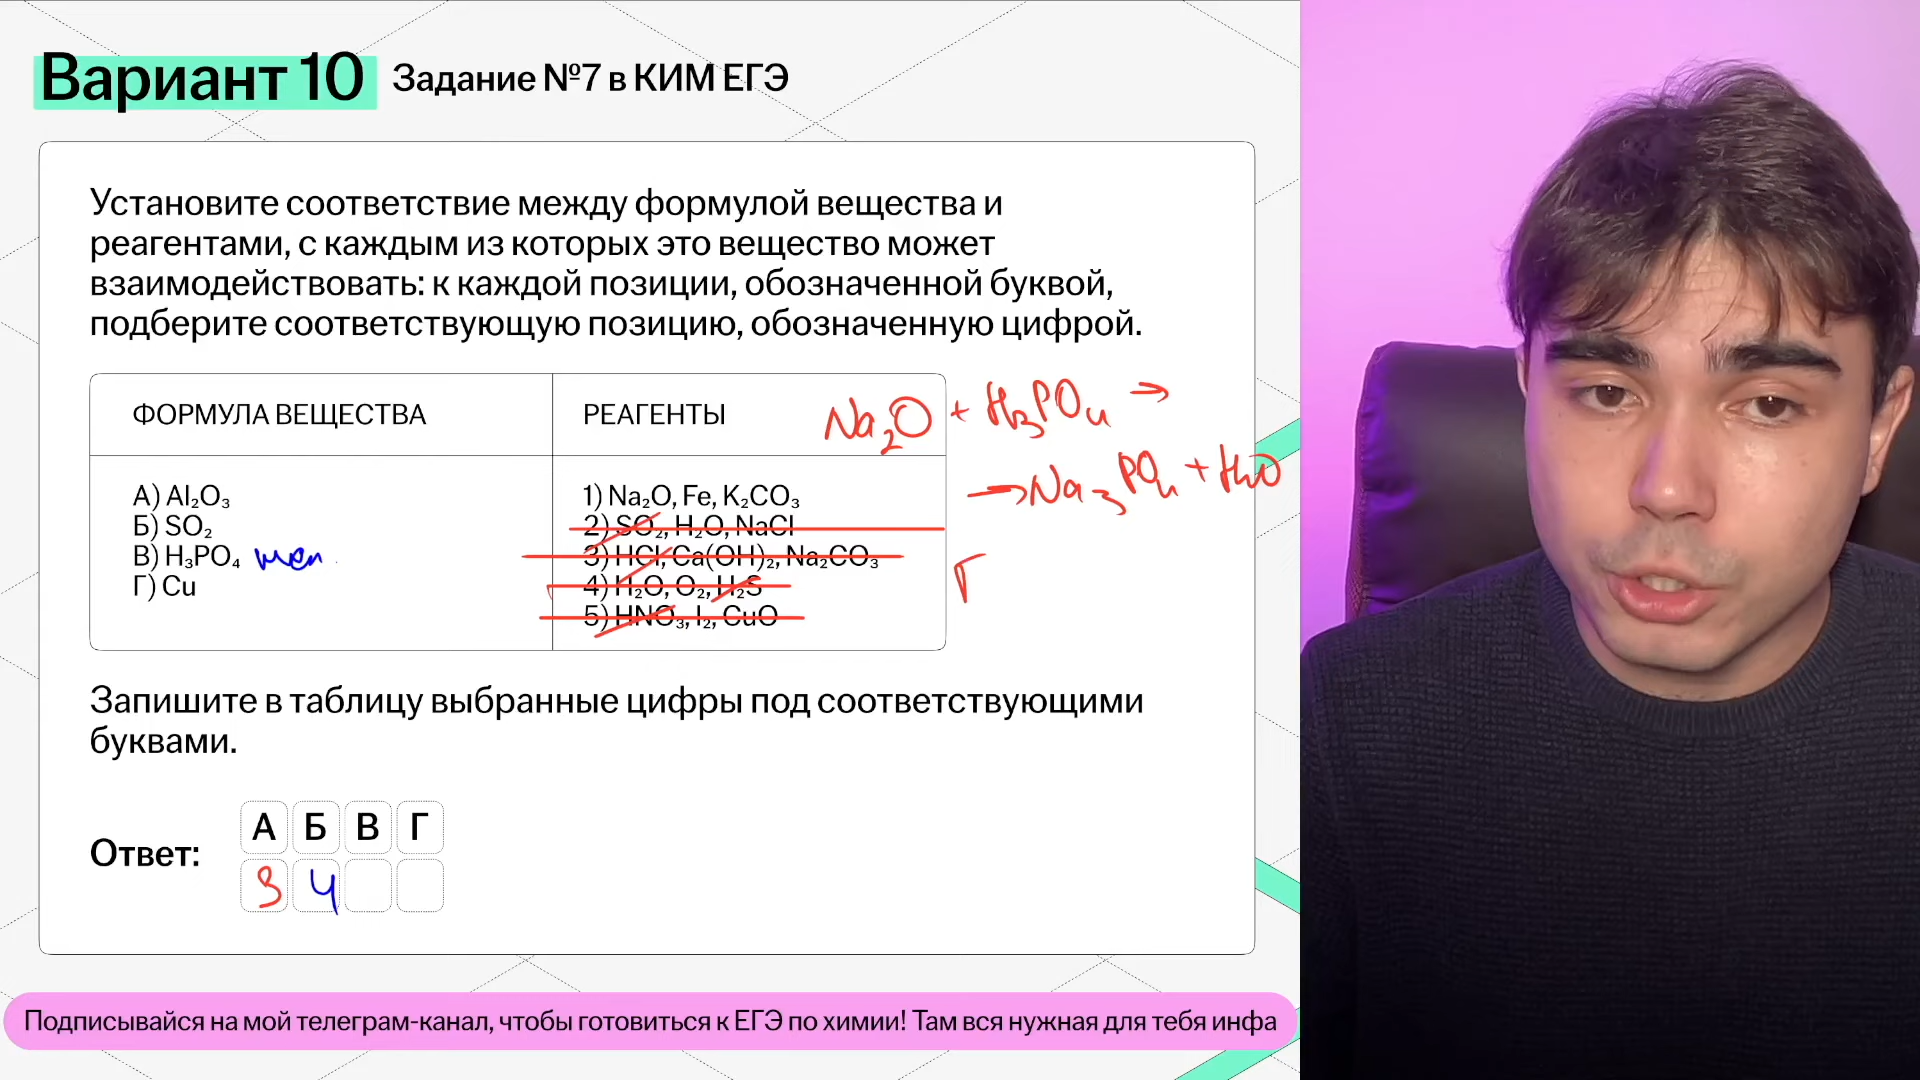 Вариант 10 Задание №7 в КИМ ЕГЭ
Установите соответствие между формулой вещества и
реагентами, с каждым из которых это вещество может
взаимодействовать: к каждой позиции, обозначенной буквой,
подберите соответствующую позицию, обозначенную цифрой.
ФОРМУЛА ВЕЩЕСТВА
А) Al₂O₃
Б) SO₂
В) H₃PO₄
Г) Cu
РЕАГЕНТЫ
1) Na₂O, Fe, K₂CO₃
2) SO₂, H₂O, NaCl
3) HCl, Ca(OH)₂, Na₂CO₃
4) H₂O, O₂, H₂S
5) HNO₃, I₂, CuO
Na₂O + H₃PO₄ →
→ Na₃PO₄ + H₂O
Запишите в таблицу выбранные цифры под соответствующими
буквами.
Ответ:
А Б В Г
3 4
Подписывайся на мой телеграм-канал, чтобы готовиться к ЕГЭ по химии! Там вся нужная для тебя инфа